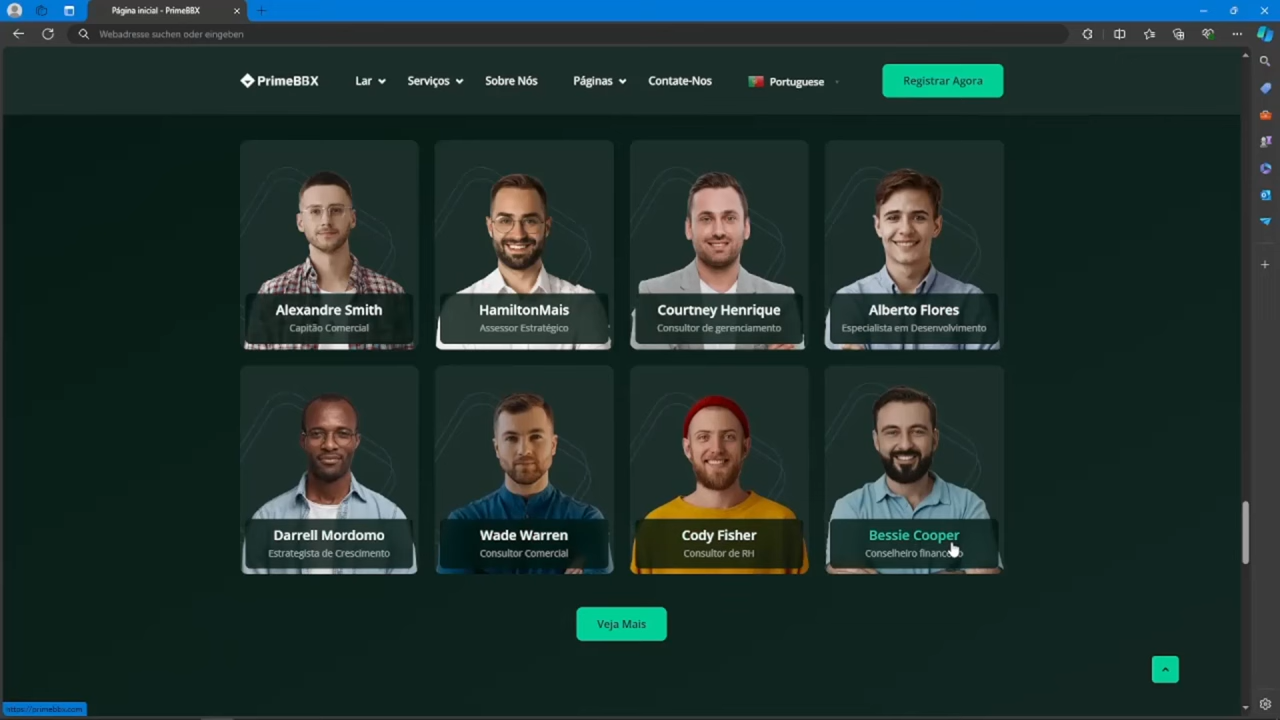 Página inicial - PrimeBBX
Webadresse suchen oder eingeben
PrimeBBX
Lar
Serviços
Sobre Nós
Páginas
Contate-Nos
Portuguese
Registrar Agora
Alexandre Smith
Capitão Comercial
HamiltonMais
Assessor Estratégico
Courtney Henrique
Consultor de gerenciamento
Alberto Flores
Especialista em Desenvolvimento
Darrell Mordomo
Estrategista de Crescimento
Wade Warren
Consultor Comercial
Cody Fisher
Consultor de RH
Bessie Cooper
Conselheiro financeiro
Veja Mais
https://primebbx.com